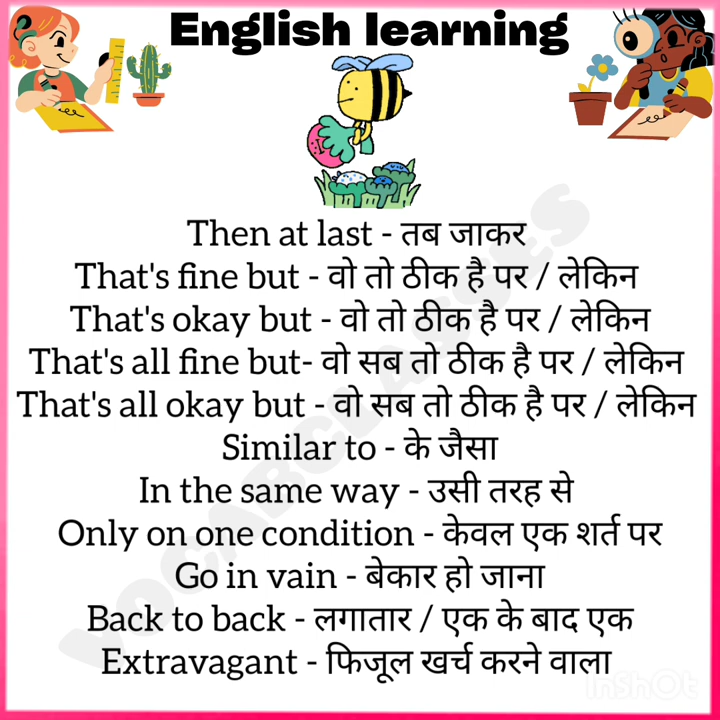 English learning
Then at last - तब जाकर
That's fine but - वो तो ठीक है पर / लेकिन
That's okay but - वो तो ठीक है पर / लेकिन
That's all fine but- वो सब तो ठीक है पर / लेकिन
That's all okay but - वो सब तो ठीक है पर / लेकिन
Similar to - के जैसा
In the same way - उसी तरह से
Only on one condition - केवल एक शर्त पर
Go in vain - बेकार हो जाना
Back to back - लगातार / एक के बाद एक
Extravagant - फिजूल खर्च करने वाला
VOCABCLASSES
InShOt